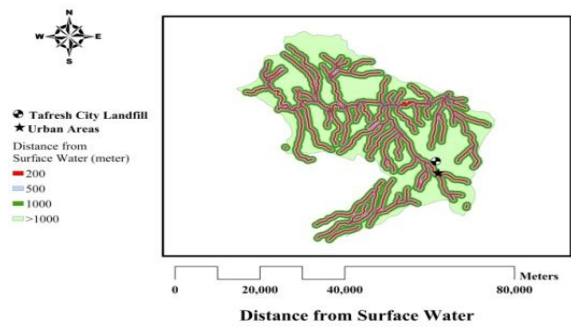 N
W E
S
Tafresh City Landfill
Urban Areas
Distance from
Surface Water (meter)
200
500
1000
>1000
Meters
0 20,000 40,000 80,000
Distance from Surface Water